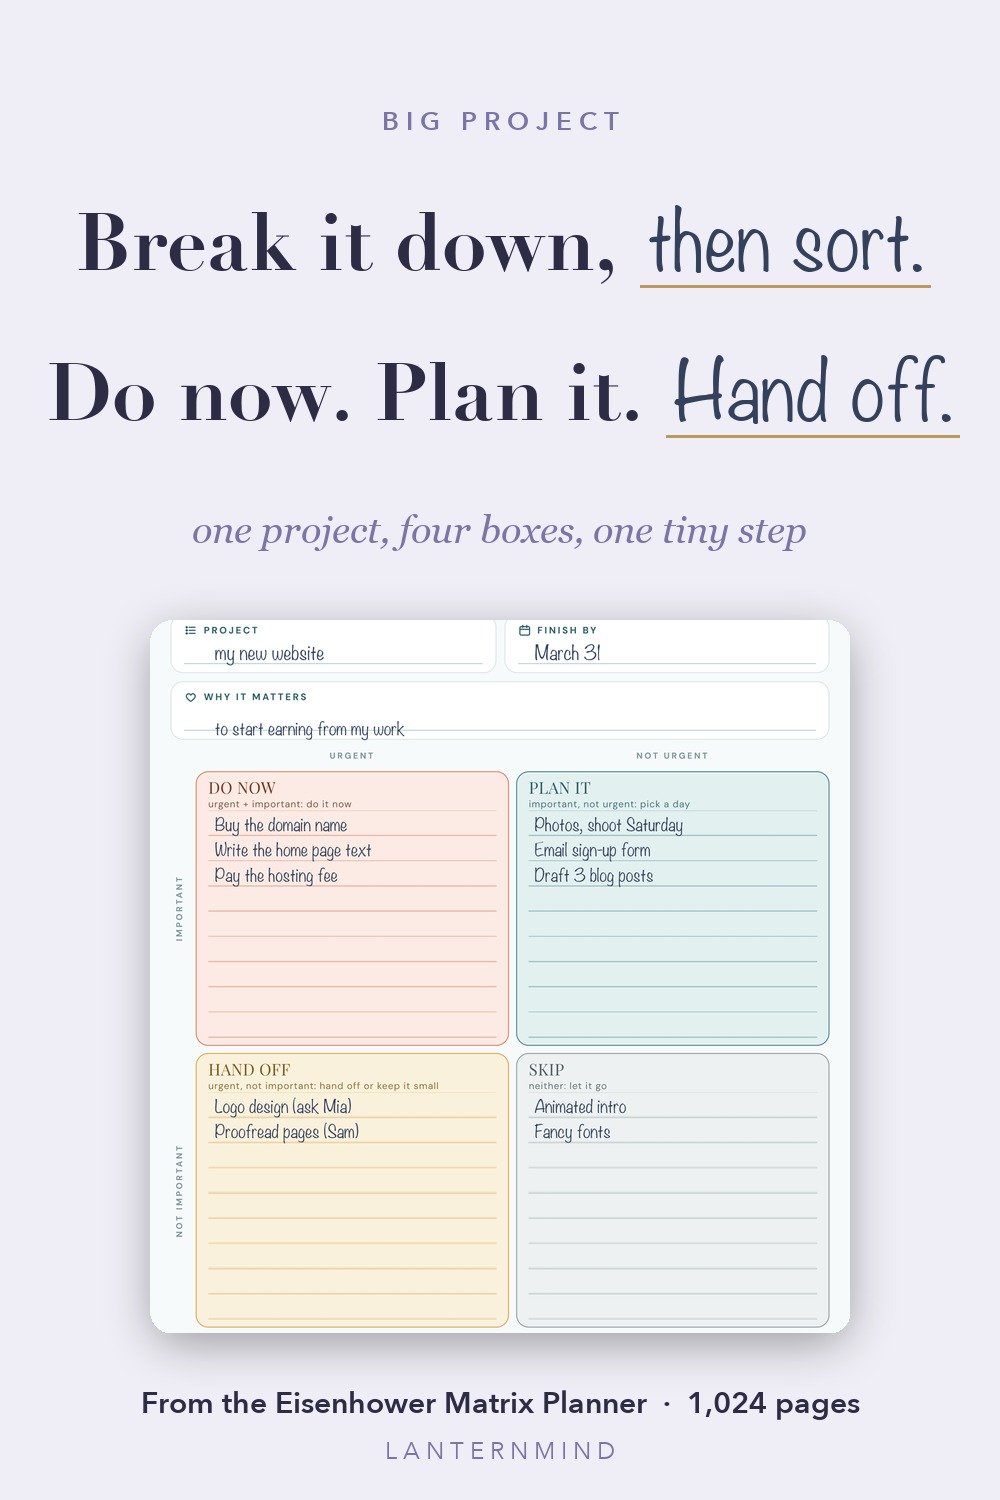 BIG PROJECT
Break it down, then sort.
Do now. Plan it. Hand off.
one project, four boxes, one tiny step
PROJECT
my new website
FINISH BY
March 31
WHY IT MATTERS
to start earning from my work
URGENT
NOT URGENT
IMPORTANT
DO NOW
urgent + important: do it now
Buy the domain name
Write the home page text
Pay the hosting fee
PLAN IT
important, not urgent: pick a day
Photos, shoot Saturday
Email sign-up form
Draft 3 blog posts
NOT IMPORTANT
HAND OFF
urgent, not important: hand off or keep it small
Logo design (ask Mia)
Proofread pages (Sam)
SKIP
neither: let it go
Animated intro
Fancy fonts
From the Eisenhower Matrix Planner · 1,024 pages
LANTERNMIND